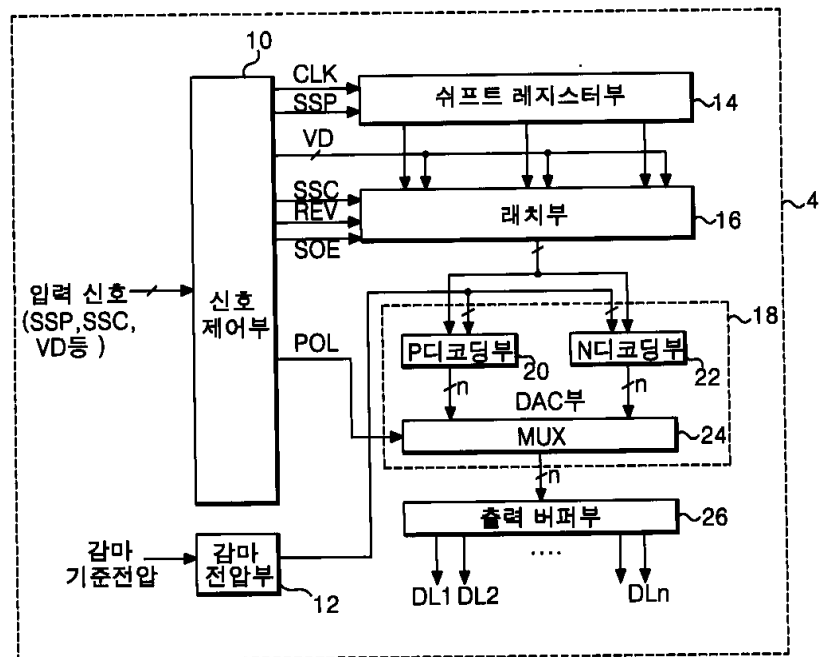 10
CLK
SSP
쉬프트 레지스터부
14
VD
SSC
REV
SOE
래치부
16
4
입력 신호
(SSP,SSC,
VD등 )
신호
제어부
18
P디코딩부
20
N디코딩부
22
POL
n
n
DAC부
MUX
24
n
출력 버퍼부
26
감마
기준전압
감마
전압부
12
....
DL1 DL2
DLn